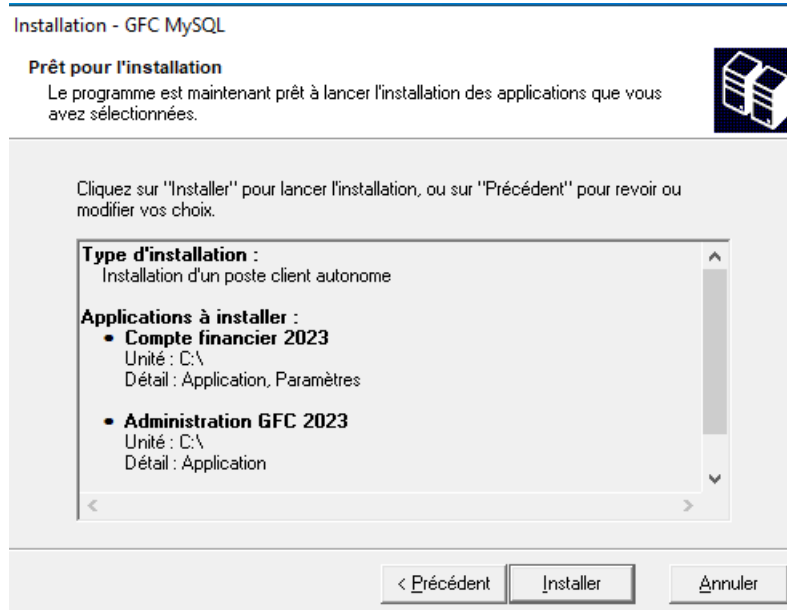 Installation - GFC MySQL
Prêt pour l'installation
Le programme est maintenant prêt à lancer l'installation des applications que vous
avez sélectionnées.
Cliquez sur "Installer" pour lancer l'installation, ou sur "Précédent" pour revoir ou
modifier vos choix.
Type d'installation :
Installation d'un poste client autonome
Applications à installer :
• Compte financier 2023
Unité : C:\
Détail : Application, Paramètres
• Administration GFC 2023
Unité : C:\
Détail : Application
< Précédent
Installer
Annuler